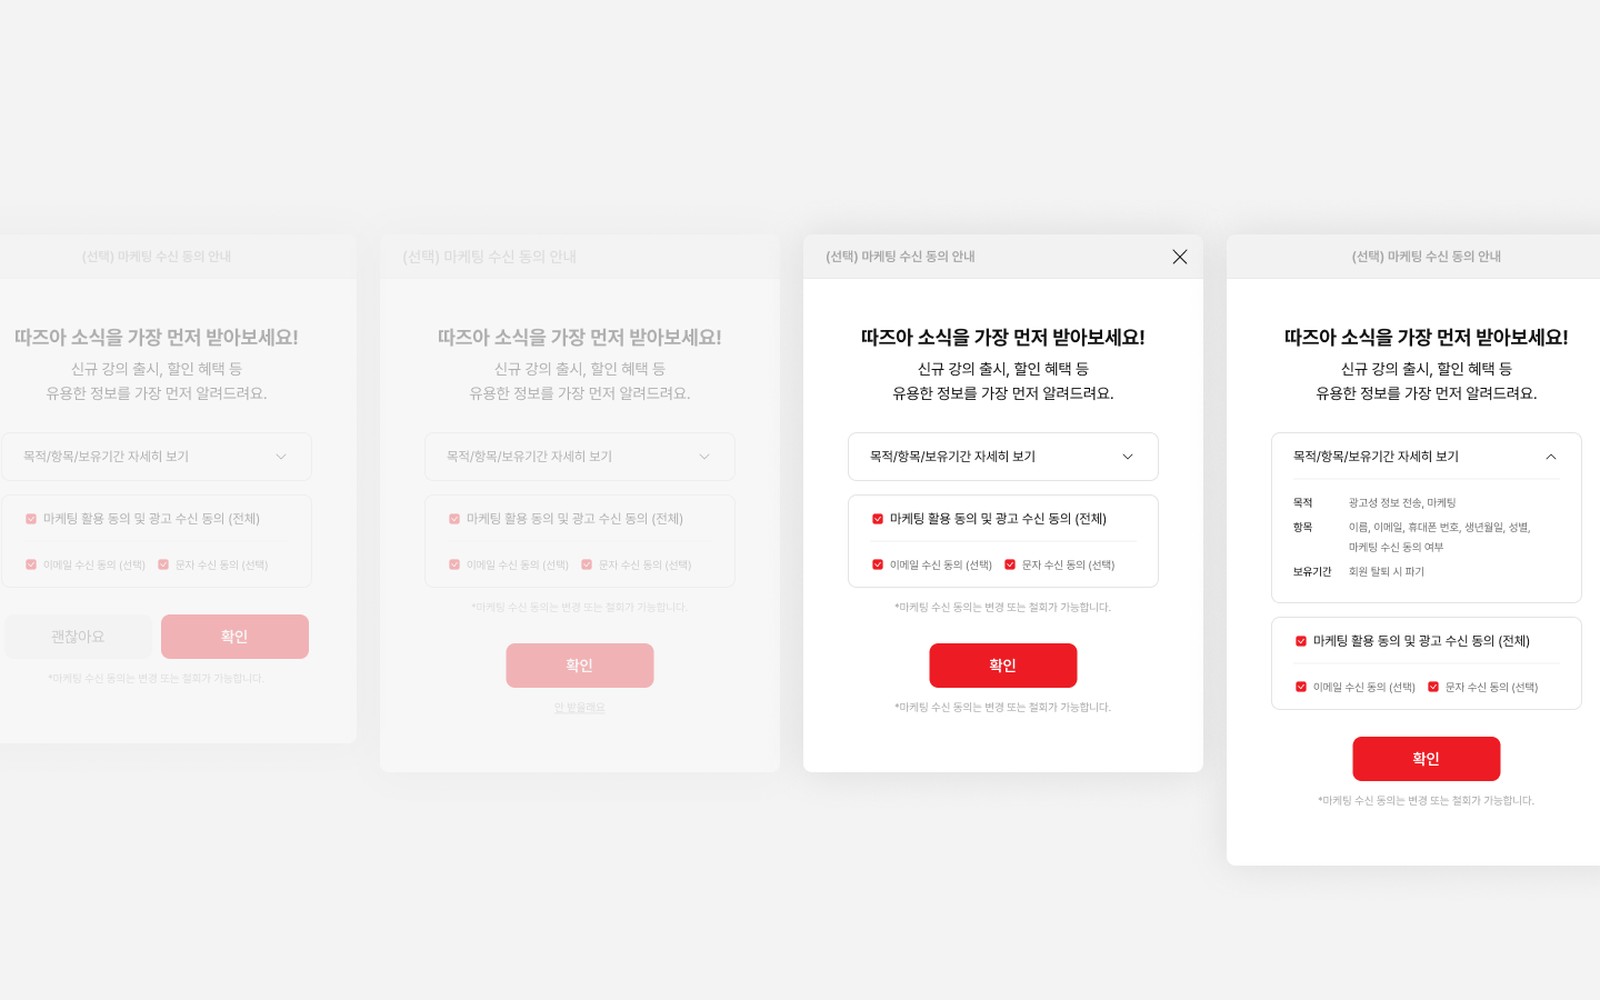 (선택) 마케팅 수신 동의 안내
따즈아 소식을 가장 먼저 받아보세요!
신규 강의 출시, 할인 혜택 등
유용한 정보를 가장 먼저 알려드려요.
목적/항목/보유기간 자세히 보기
마케팅 활용 동의 및 광고 수신 동의 (전체)
이메일 수신 동의 (선택) 문자 수신 동의 (선택)
괜찮아요 확인
*마케팅 수신 동의는 변경 또는 철회가 가능합니다.
(선택) 마케팅 수신 동의 안내
따즈아 소식을 가장 먼저 받아보세요!
신규 강의 출시, 할인 혜택 등
유용한 정보를 가장 먼저 알려드려요.
목적/항목/보유기간 자세히 보기
마케팅 활용 동의 및 광고 수신 동의 (전체)
이메일 수신 동의 (선택) 문자 수신 동의 (선택)
*마케팅 수신 동의는 변경 또는 철회가 가능합니다.
확인
안 받을래요
(선택) 마케팅 수신 동의 안내
따즈아 소식을 가장 먼저 받아보세요!
신규 강의 출시, 할인 혜택 등
유용한 정보를 가장 먼저 알려드려요.
목적/항목/보유기간 자세히 보기
마케팅 활용 동의 및 광고 수신 동의 (전체)
이메일 수신 동의 (선택) 문자 수신 동의 (선택)
*마케팅 수신 동의는 변경 또는 철회가 가능합니다.
확인
*마케팅 수신 동의는 변경 또는 철회가 가능합니다.
(선택) 마케팅 수신 동의 안내
따즈아 소식을 가장 먼저 받아보세요!
신규 강의 출시, 할인 혜택 등
유용한 정보를 가장 먼저 알려드려요.
목적/항목/보유기간 자세히 보기
목적 광고성 정보 전송, 마케팅
항목 이름, 이메일, 휴대폰 번호, 생년월일, 성별,
마케팅 수신 동의 여부
보유기간 회원 탈퇴 시 파기
마케팅 활용 동의 및 광고 수신 동의 (전체)
이메일 수신 동의 (선택) 문자 수신 동의 (선택)
확인
*마케팅 수신 동의는 변경 또는 철회가 가능합니다.